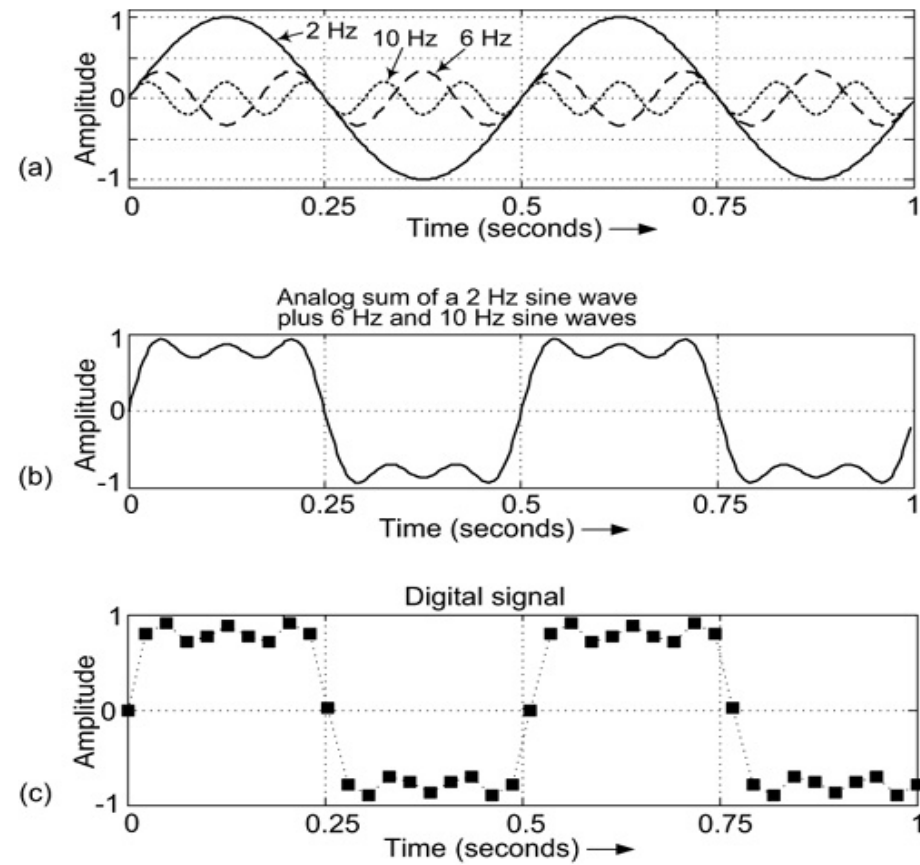 1
2 Hz
10 Hz
6 Hz
0
-1
Amplitude
(a)
0
0.25
0.5
0.75
1
Time (seconds)
Analog sum of a 2 Hz sine wave
plus 6 Hz and 10 Hz sine waves
1
0
-1
Amplitude
(b)
0
0.25
0.5
0.75
1
Time (seconds)
Digital signal
1
0
-1
Amplitude
(c)
0
0.25
0.5
0.75
1
Time (seconds)